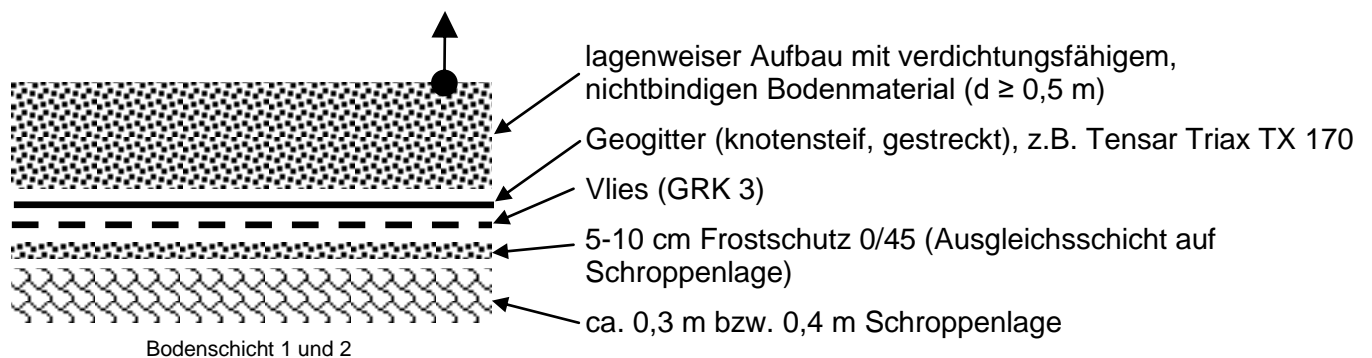 lagenweiser Aufbau mit verdichtungsfähigem,
nichtbindigen Bodenmaterial (d ≥ 0,5 m)
Geogitter (knotensteif, gestreckt), z.B. Tensar Triax TX 170
Vlies (GRK 3)
5-10 cm Frostschutz 0/45 (Ausgleichsschicht auf
Schroppenlage)
ca. 0,3 m bzw. 0,4 m Schroppenlage
Bodenschicht 1 und 2